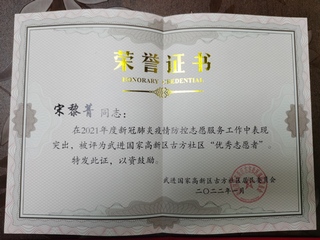 荣誉证书
HONORARY CREDENTIAL
宋黎菁 同志：
在2021年度新冠肺炎疫情防控志愿服务工作中表现
突出，被评为武进国家高新区古方社区“优秀志愿者”。
特发此证，以资鼓励。
武进国家高新区古方社区居民委员会
二〇二二年一月